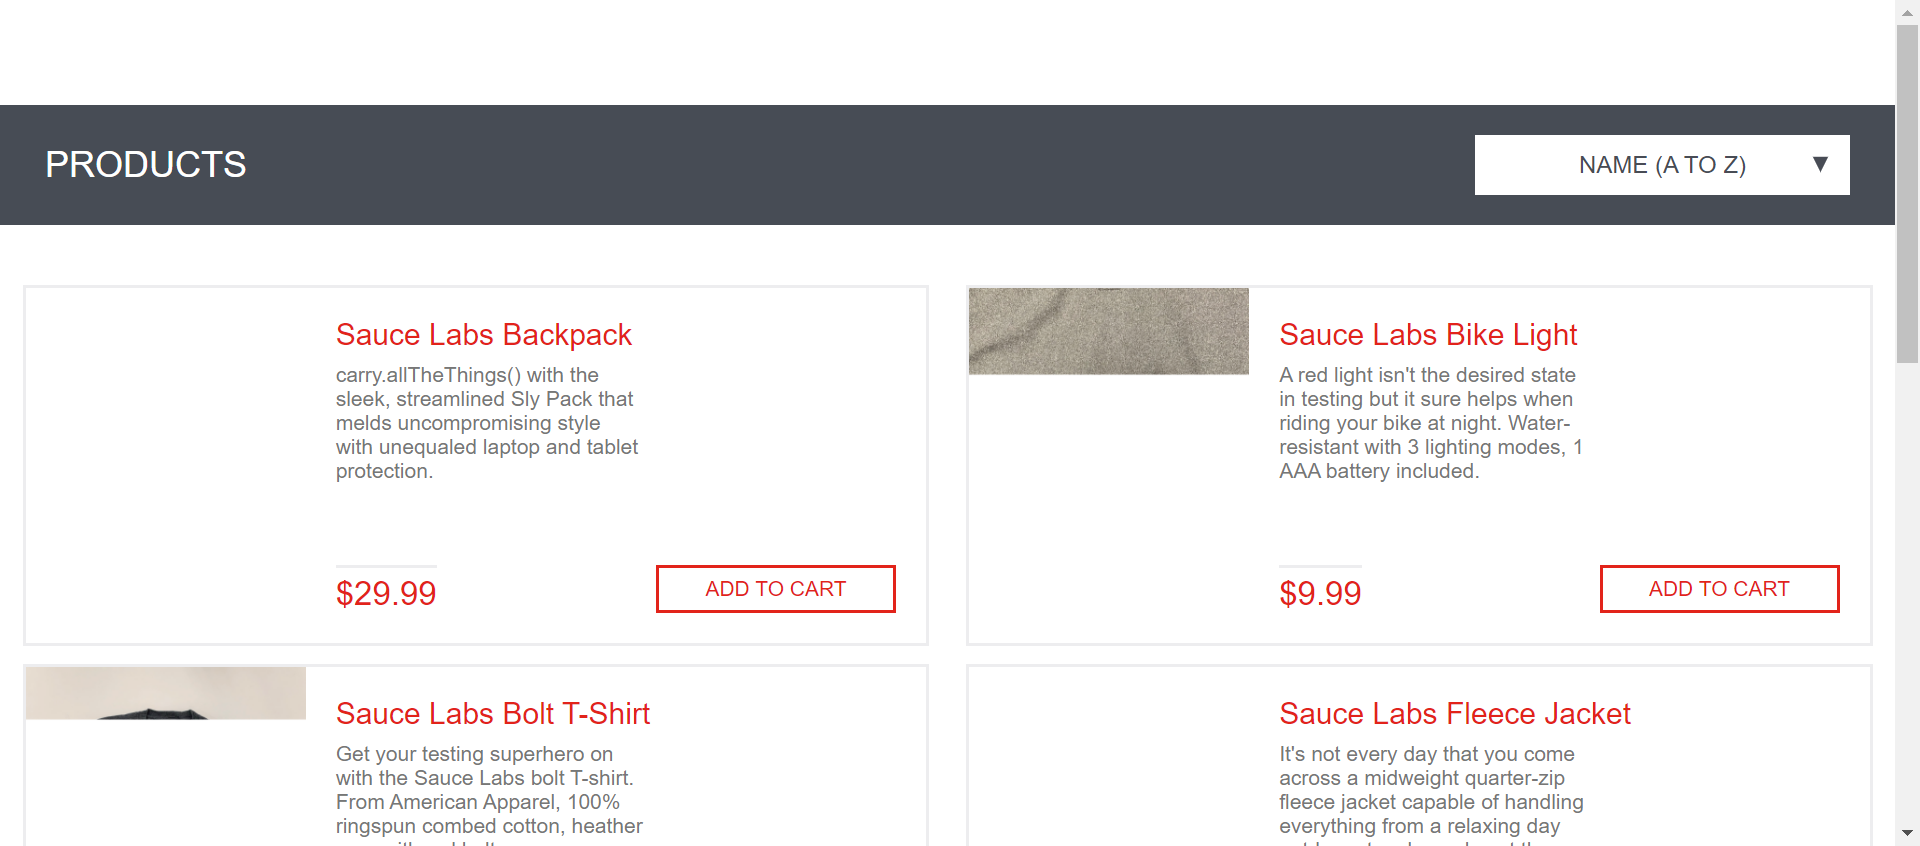 PRODUCTS
NAME (A TO Z)
Sauce Labs Backpack
carry.allTheThings() with the
sleek, streamlined Sly Pack that
melds uncompromising style
with unequaled laptop and tablet
protection.
$29.99
ADD TO CART
Sauce Labs Bike Light
A red light isn't the desired state
in testing but it sure helps when
riding your bike at night. Water-
resistant with 3 lighting modes, 1
AAA battery included.
$9.99
ADD TO CART
Sauce Labs Bolt T-Shirt
Get your testing superhero on
with the Sauce Labs bolt T-shirt.
From American Apparel, 100%
ringspun combed cotton, heather
Sauce Labs Fleece Jacket
It's not every day that you come
across a midweight quarter-zip
fleece jacket capable of handling
everything from a relaxing day